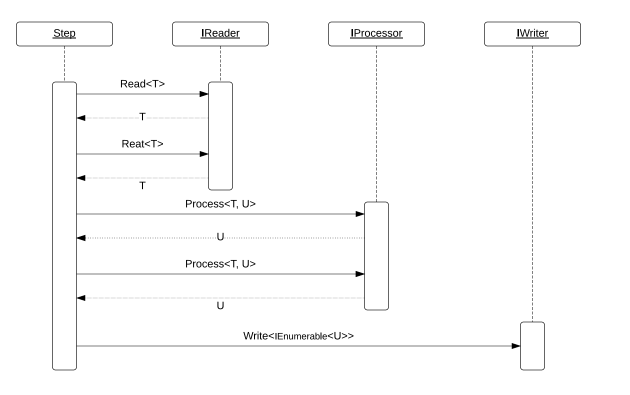 Step
IReader
IProcessor
IWriter
Read<T>
T
Reat<T>
T
Process<T, U>
U
Process<T, U>
U
Write<IEnumerable<U>>